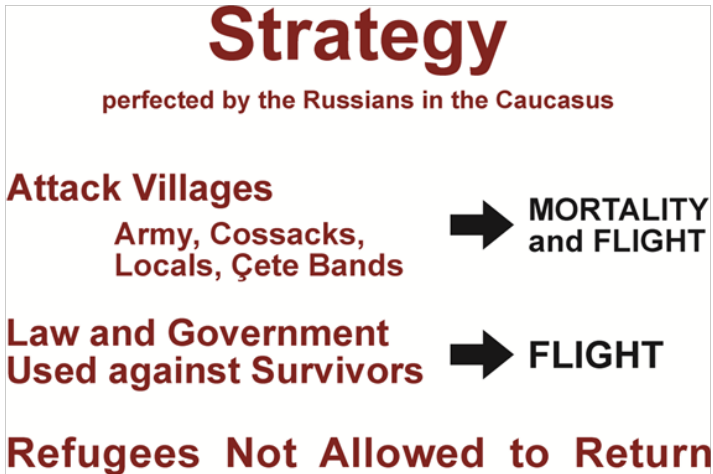 Strategy
perfected by the Russians in the Caucasus
Attack Villages
Army, Cossacks,
Locals, Çete Bands
MORTALITY
and FLIGHT
Law and Government
Used against Survivors
FLIGHT
Refugees Not Allowed to Return